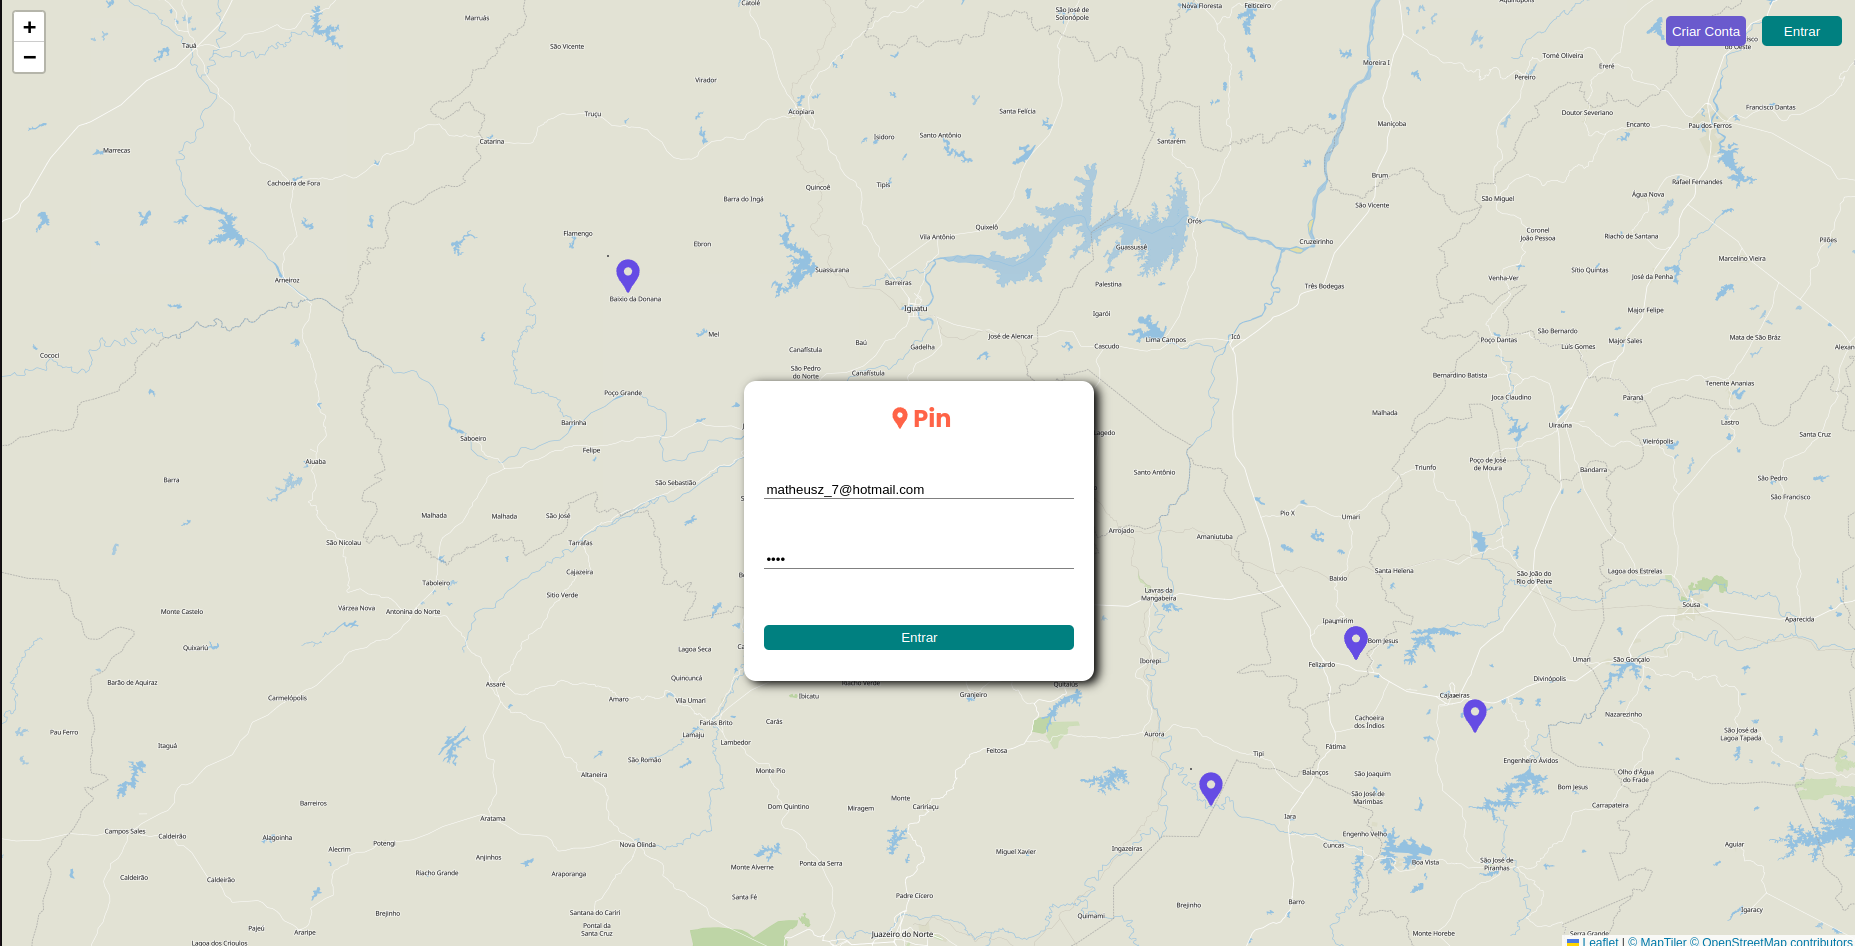 +
−
Criar Conta
Entrar
Catolé
São José de
Solonópole
Nova Floresta
Feiticeiro
Marruás
Tauá
São Vicente
Moreira I
Tomé Oliveira
Ereré
Pereiro
Virador
Truçu
Acopiara
Santa Felícia
Maniçoba
Doutor Severiano
Encanto
Francisco Dantas
Pau dos Ferros
Marrecas
Catarina
Isidoro
Santo Antônio
Santarém
Cachoeira de Fora
Quincoê
Tipis
Barra do Ingá
Brum
São Vicente
São Miguel
Água Nova
Rafael Fernandes
Flamengo
Ebron
Vila Antônio
Quixelô
Orós
Guassussê
Cruzeirinho
Coronel
João Pessoa
Riacho de Santana
Pilões
Suassurana
Barreiras
Palestina
Três Bodegas
Venha-Ver
Sítio Quintas
José da Penha
Marcelino Vieira
Arneiroz
Baixio da Donana
Iguatu
Igarói
Major Felipe
Mel
Baú
Gadelha
José de Alencar
Cascudo
Lima Campos
Icó
Poço Dantas
São Bernardo
Luís Gomes
Major Sales
Mata de São Bráz
Cococi
Canafístula
São Pedro
do Norte
Canafístula
Bernardino Batista
Tenente Ananias
Poço Grande
Joca Claudino
Paraná
Malhada
Saboeiro
Barrinha
Felipe
Pin
Uiraúna
Lastro
Vieirópolis
Santa Cruz
Aiuaba
Barra
São Sebastião
Santo Antônio
Triunfo
Poço de José
de Moura
Bandarra
São Pedro
São Francisco
matheusz_7@hotmail.com
Malhada
Malhada
São José
Pio X
Umari
São Nicolau
Tarrafas
Arrojado
Amaniutuba
••••
Cajazeira
Taboleiro
Sitio Verde
Baixio
Santa Helena
São João do
Rio do Peixe
Lagoa dos Estrelas
Lavras da
Mangabeira
Monte Castelo
Várzea Nova
Antonina do Norte
Ipaumirim
Sousa
Aparecida
Entrar
Quixariú
Lagoa Seca
Bom Jesus
Iborepi
Felizardo
Umari
São Gonçalo
Barão de Aquiraz
Assaré
Quincuncá
Riacho Verde
Quitaiús
Divinópolis
Carmelópolis
Amaro
Vila Umari
Ibicatu
Granjeiro
Cajazeiras
Farias Brito
Carás
Cachoeira
dos Índios
Nazarezinho
Pau Ferro
Itaguá
Lamaju
Lambedor
Feitosa
Aurora
Tipi
Fátima
São José da
Lagoa Tapada
São Romão
Altaneira
Monte Pio
Balanços
São Joaquim
Engenheiro Ávidos
Olho d'Água
do Frade
Barreiros
Dom Quintino
Miragem
Monte
Caririaçu
São José de
Marimbas
Bom Jesus
Carrapateira
Aratama
Iara
Campos Sales
Caldeirão
Alagoinha
Potengi
Alecrim
Nova Olinda
Engenho Velho
Cuncas
Aguiar
Anjinhos
Miguel Xavier
Ingazeiras
Boa Vista
São José de
Piranhas
Caldeirão
Caldeirão
Riacho Grande
Araporanga
Monte Alverne
Ponta da Serra
Santa Fé
Padre Cícero
Brejinho
Barro
Brejinho
Santana do Cariri
Quimami
Igaracy
Pajeú
Araripe
Pontal da
Santa Cruz
Juazeiro do Norte
Monte Horebe
Serra Grande
Lagoa dos Crioulos
Leaflet | © MapTiler © OpenStreetMap contributors